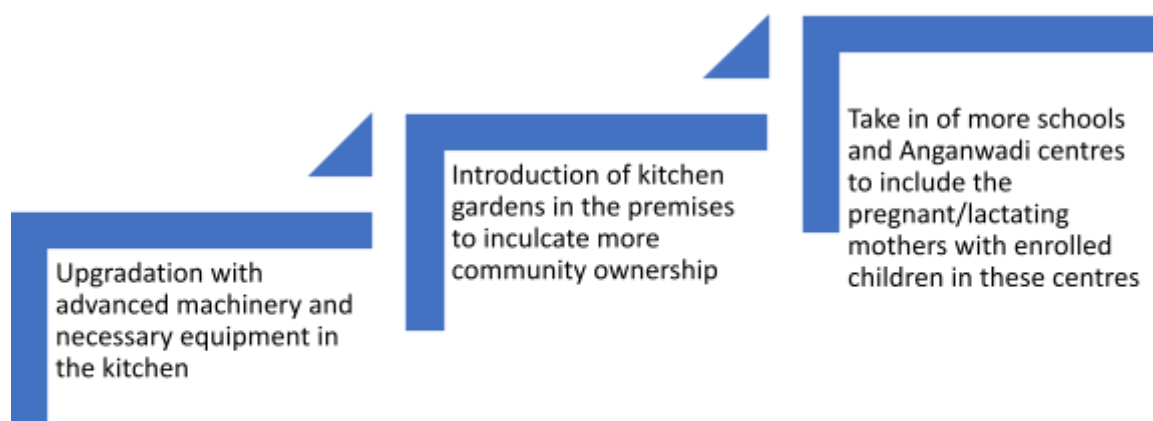 Upgradation with
advanced machinery and
necessary equipment in
the kitchen
Introduction of kitchen
gardens in the premises
to inculcate more
community ownership
Take in of more schools
and Anganwadi centres
to include the
pregnant/lactating
mothers with enrolled
children in these centres